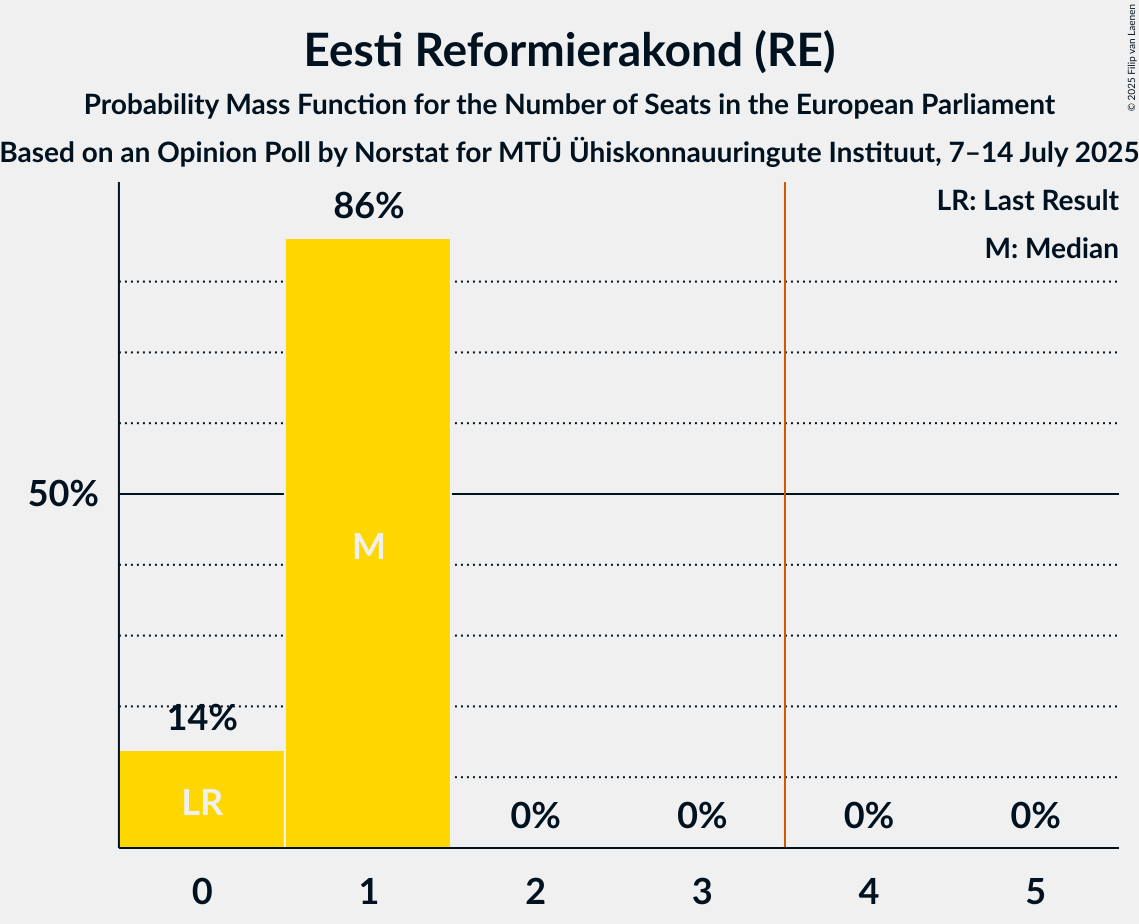 Eesti Reformierakond (RE)
Probability Mass Function for the Number of Seats in the European Parliament
Based on an Opinion Poll by Norstat for MTÜ Ühiskonnauuringute Instituut, 7–14 July 2025
© 2025 Filip van Laenen
LR: Last Result
M: Median
86%
50%
M
14%
LR
0% 0% 0% 0%
0 1 2 3 4 5